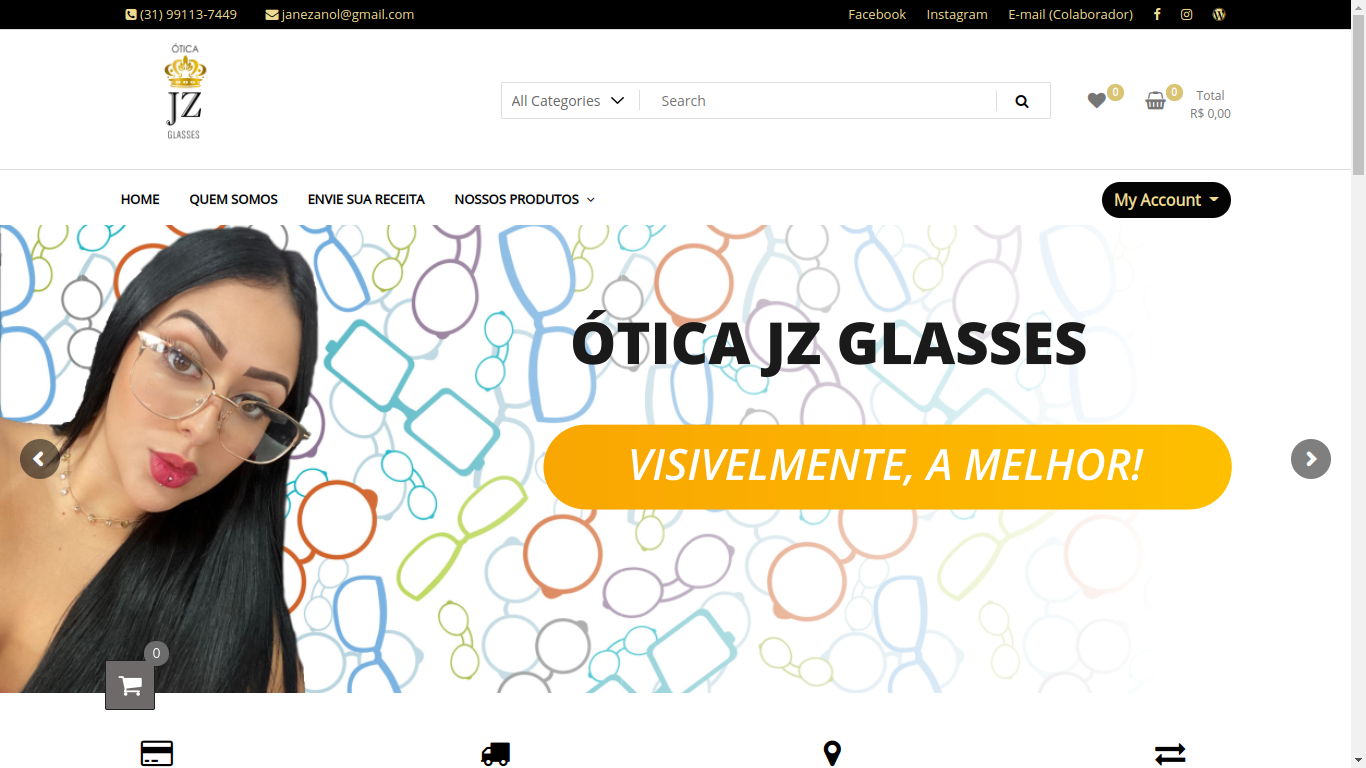 (31) 99113-7449 janezanol@gmail.com Facebook Instagram E-mail (Colaborador)
ÓTICA
JZ
GLASSES
All Categories Search 0 0 Total
R$ 0,00
HOME QUEM SOMOS ENVIE SUA RECEITA NOSSOS PRODUTOS My Account
ÓTICA JZ GLASSES
VISIVELMENTE, A MELHOR!
0